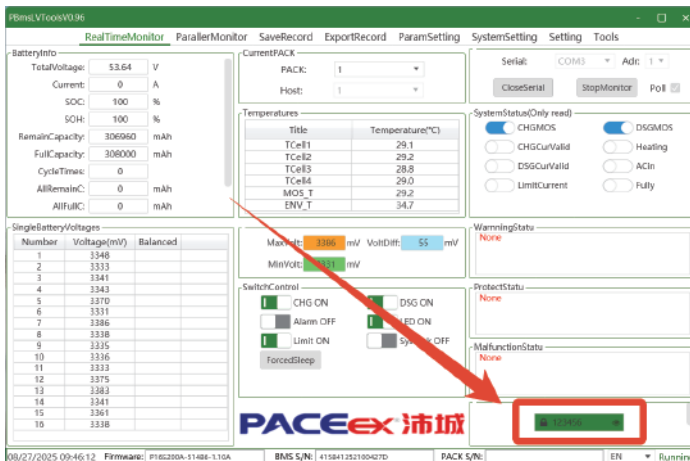 PBmsLVToolsV0.96
RealTimeMonitor ParallerMonitor SaveRecord ExportRecord ParamSetting SystemSetting Setting Tools
BatteryInfo
TotalVoltage: 53.64 V
Current: 0 A
SOC: 100 %
SOH: 100 %
RemainCapacity: 306960 mAh
FullCapacity: 308000 mAh
CycleTimes: 0
AllRemainC: 0 mAh
AllFullC: 0 mAh
CurrentPACK
PACK: 1
Host: 1
Serial: COM3 Adr: 1
CloseSerial StopMonitor Poll
Temperatures
Title Temperature(°C)
TCell1 29.1
TCell2 29.2
TCell3 28.8
TCell4 29.0
MOS_T 29.2
ENV_T 34.7
SystemStatus(Only read)
CHGMOS DSGMOS
CHGCurValid Heating
DSGCurValid ACin
LimitCurrent Fully
SingleBatteryVoltages
Number Voltage(mV) Balanced
1 3348
2 3333
3 3341
4 3343
5 3370
6 3331
7 3386
8 3338
9 3335
10 3336
11 3333
12 3375
13 3383
14 3341
15 3361
16 3338
MaxVolt: 3386 mV VoltDiff: 55 mV
MinVolt: 3331 mV
SwitchControl
CHG ON DSG ON
Alarm OFF LED ON
Limit ON OFF
ForcedSleep
WarnningStatu
None
ProtectStatu
None
MalfunctionStatu
None
PACEex 沛城
123456
08/27/2025 09:46:12 Firmware: P16S200A-51486-1.10A BMS S/N: 415841252100427D PACK S/N: EN Running